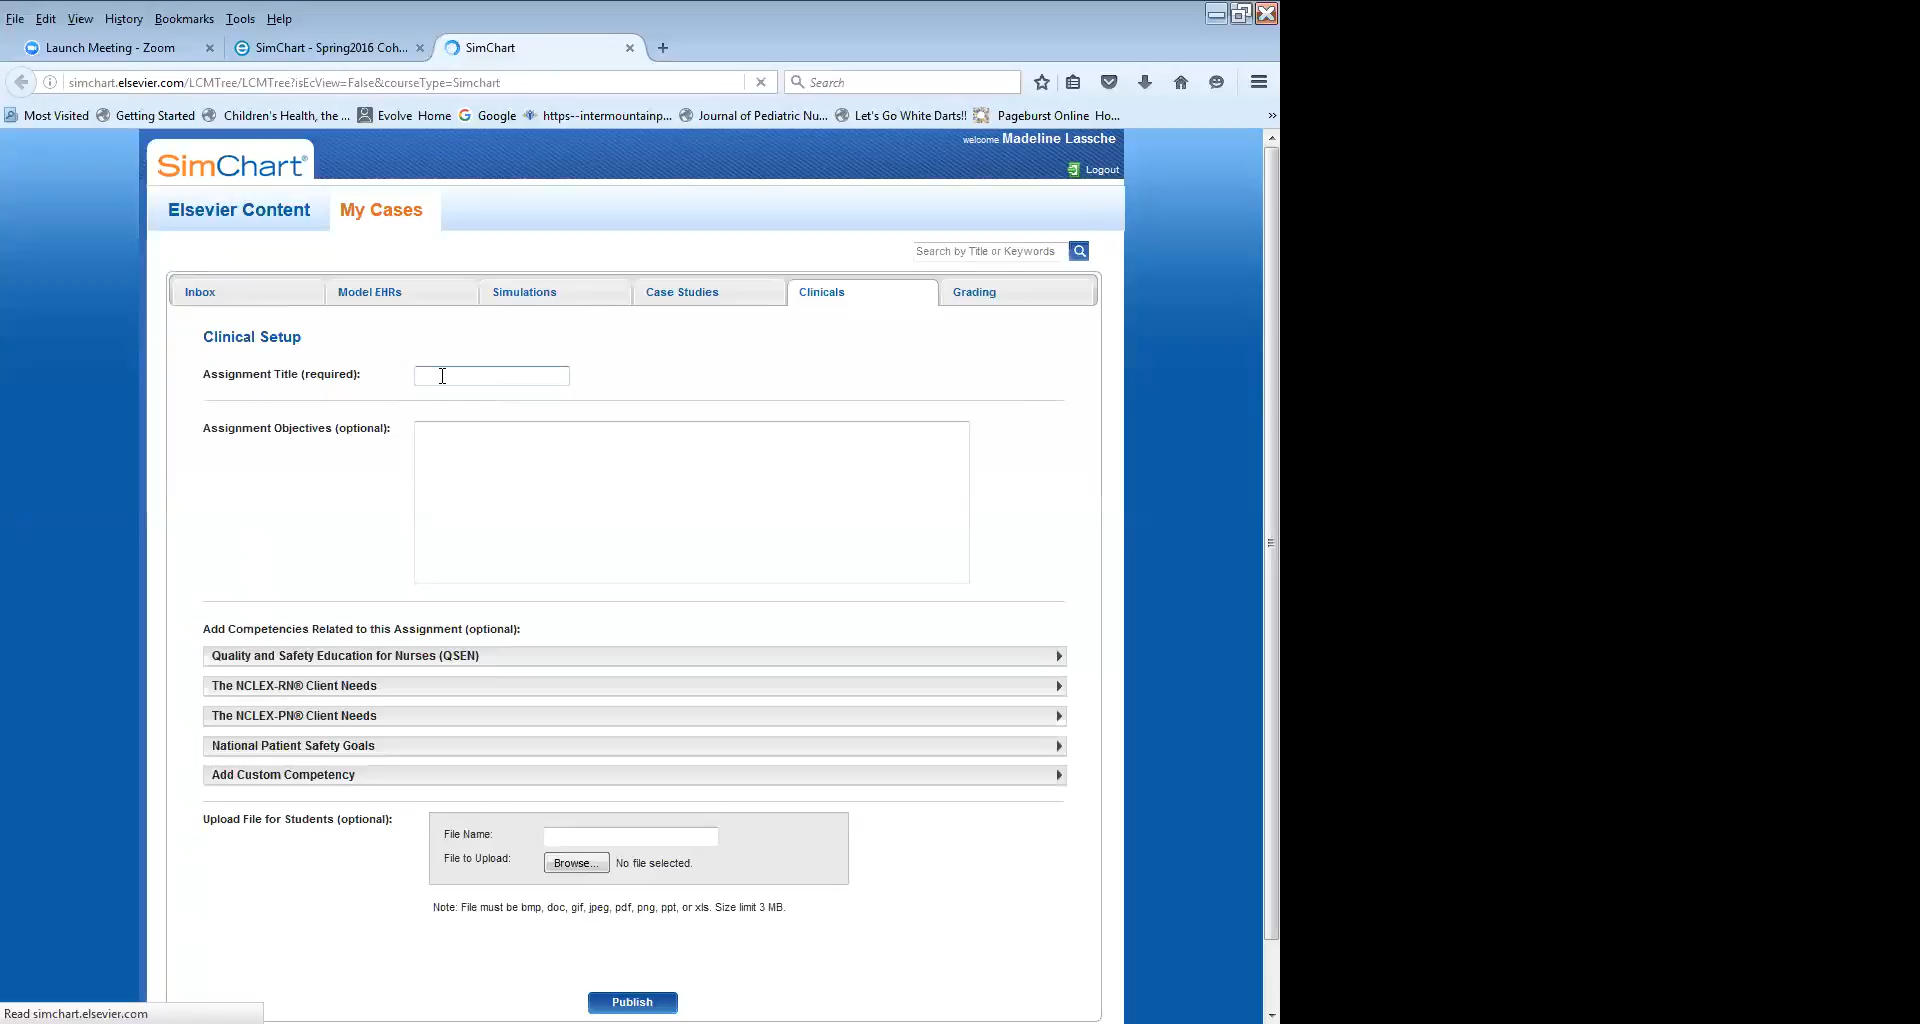 File Edit View History Bookmarks Tools Help
Launch Meeting - Zoom SimChart - Spring2016 Coh... SimChart
simchart.elsevier.com/LCMTree/LCMTree?isEcView=False&courseType=Simchart Search
Most Visited Getting Started Children's Health, the ... Evolve Home Google https--intermountainp... Journal of Pediatric Nu... Let's Go White Darts!! Pageburst Online Ho... »
welcome Madeline Lassche
SimChart®
Logout
Elsevier Content My Cases
Search by Title or Keywords
Inbox Model EHRs Simulations Case Studies Clinicals Grading
Clinical Setup
Assignment Title (required):
Assignment Objectives (optional):
Add Competencies Related to this Assignment (optional):
Quality and Safety Education for Nurses (QSEN)
The NCLEX-RN® Client Needs
The NCLEX-PN® Client Needs
National Patient Safety Goals
Add Custom Competency
Upload File for Students (optional):
File Name:
File to Upload: Browse... No file selected.
Note: File must be bmp, doc, gif, jpeg, pdf, png, ppt, or xls. Size limit 3 MB.
Publish
Read simchart.elsevier.com